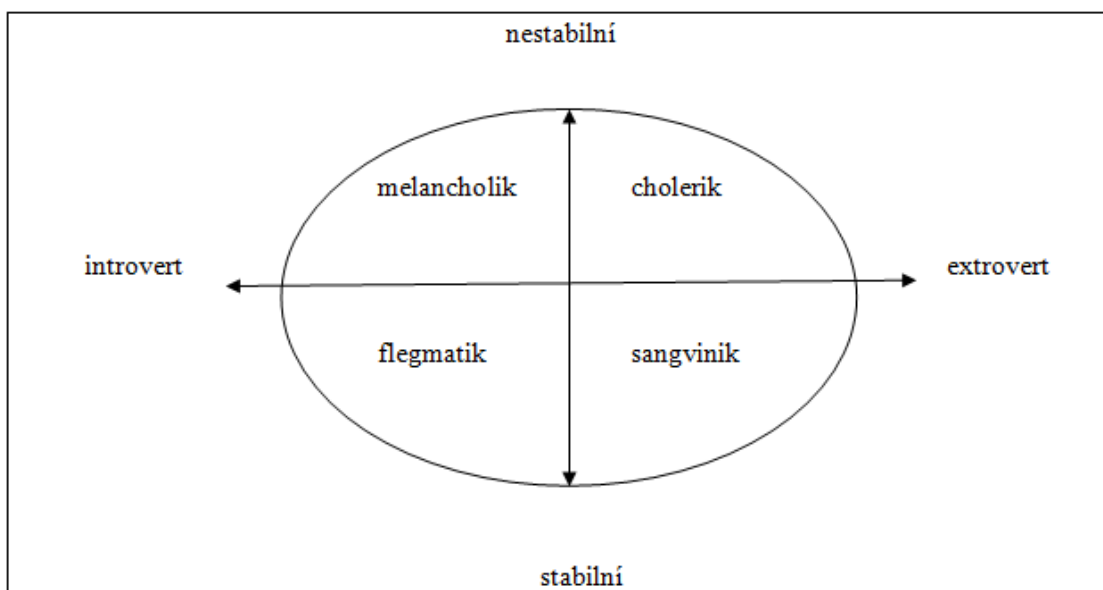 nestabilní
melancholik cholerik
introvert extrovert
flegmatik sangvinik
stabilní